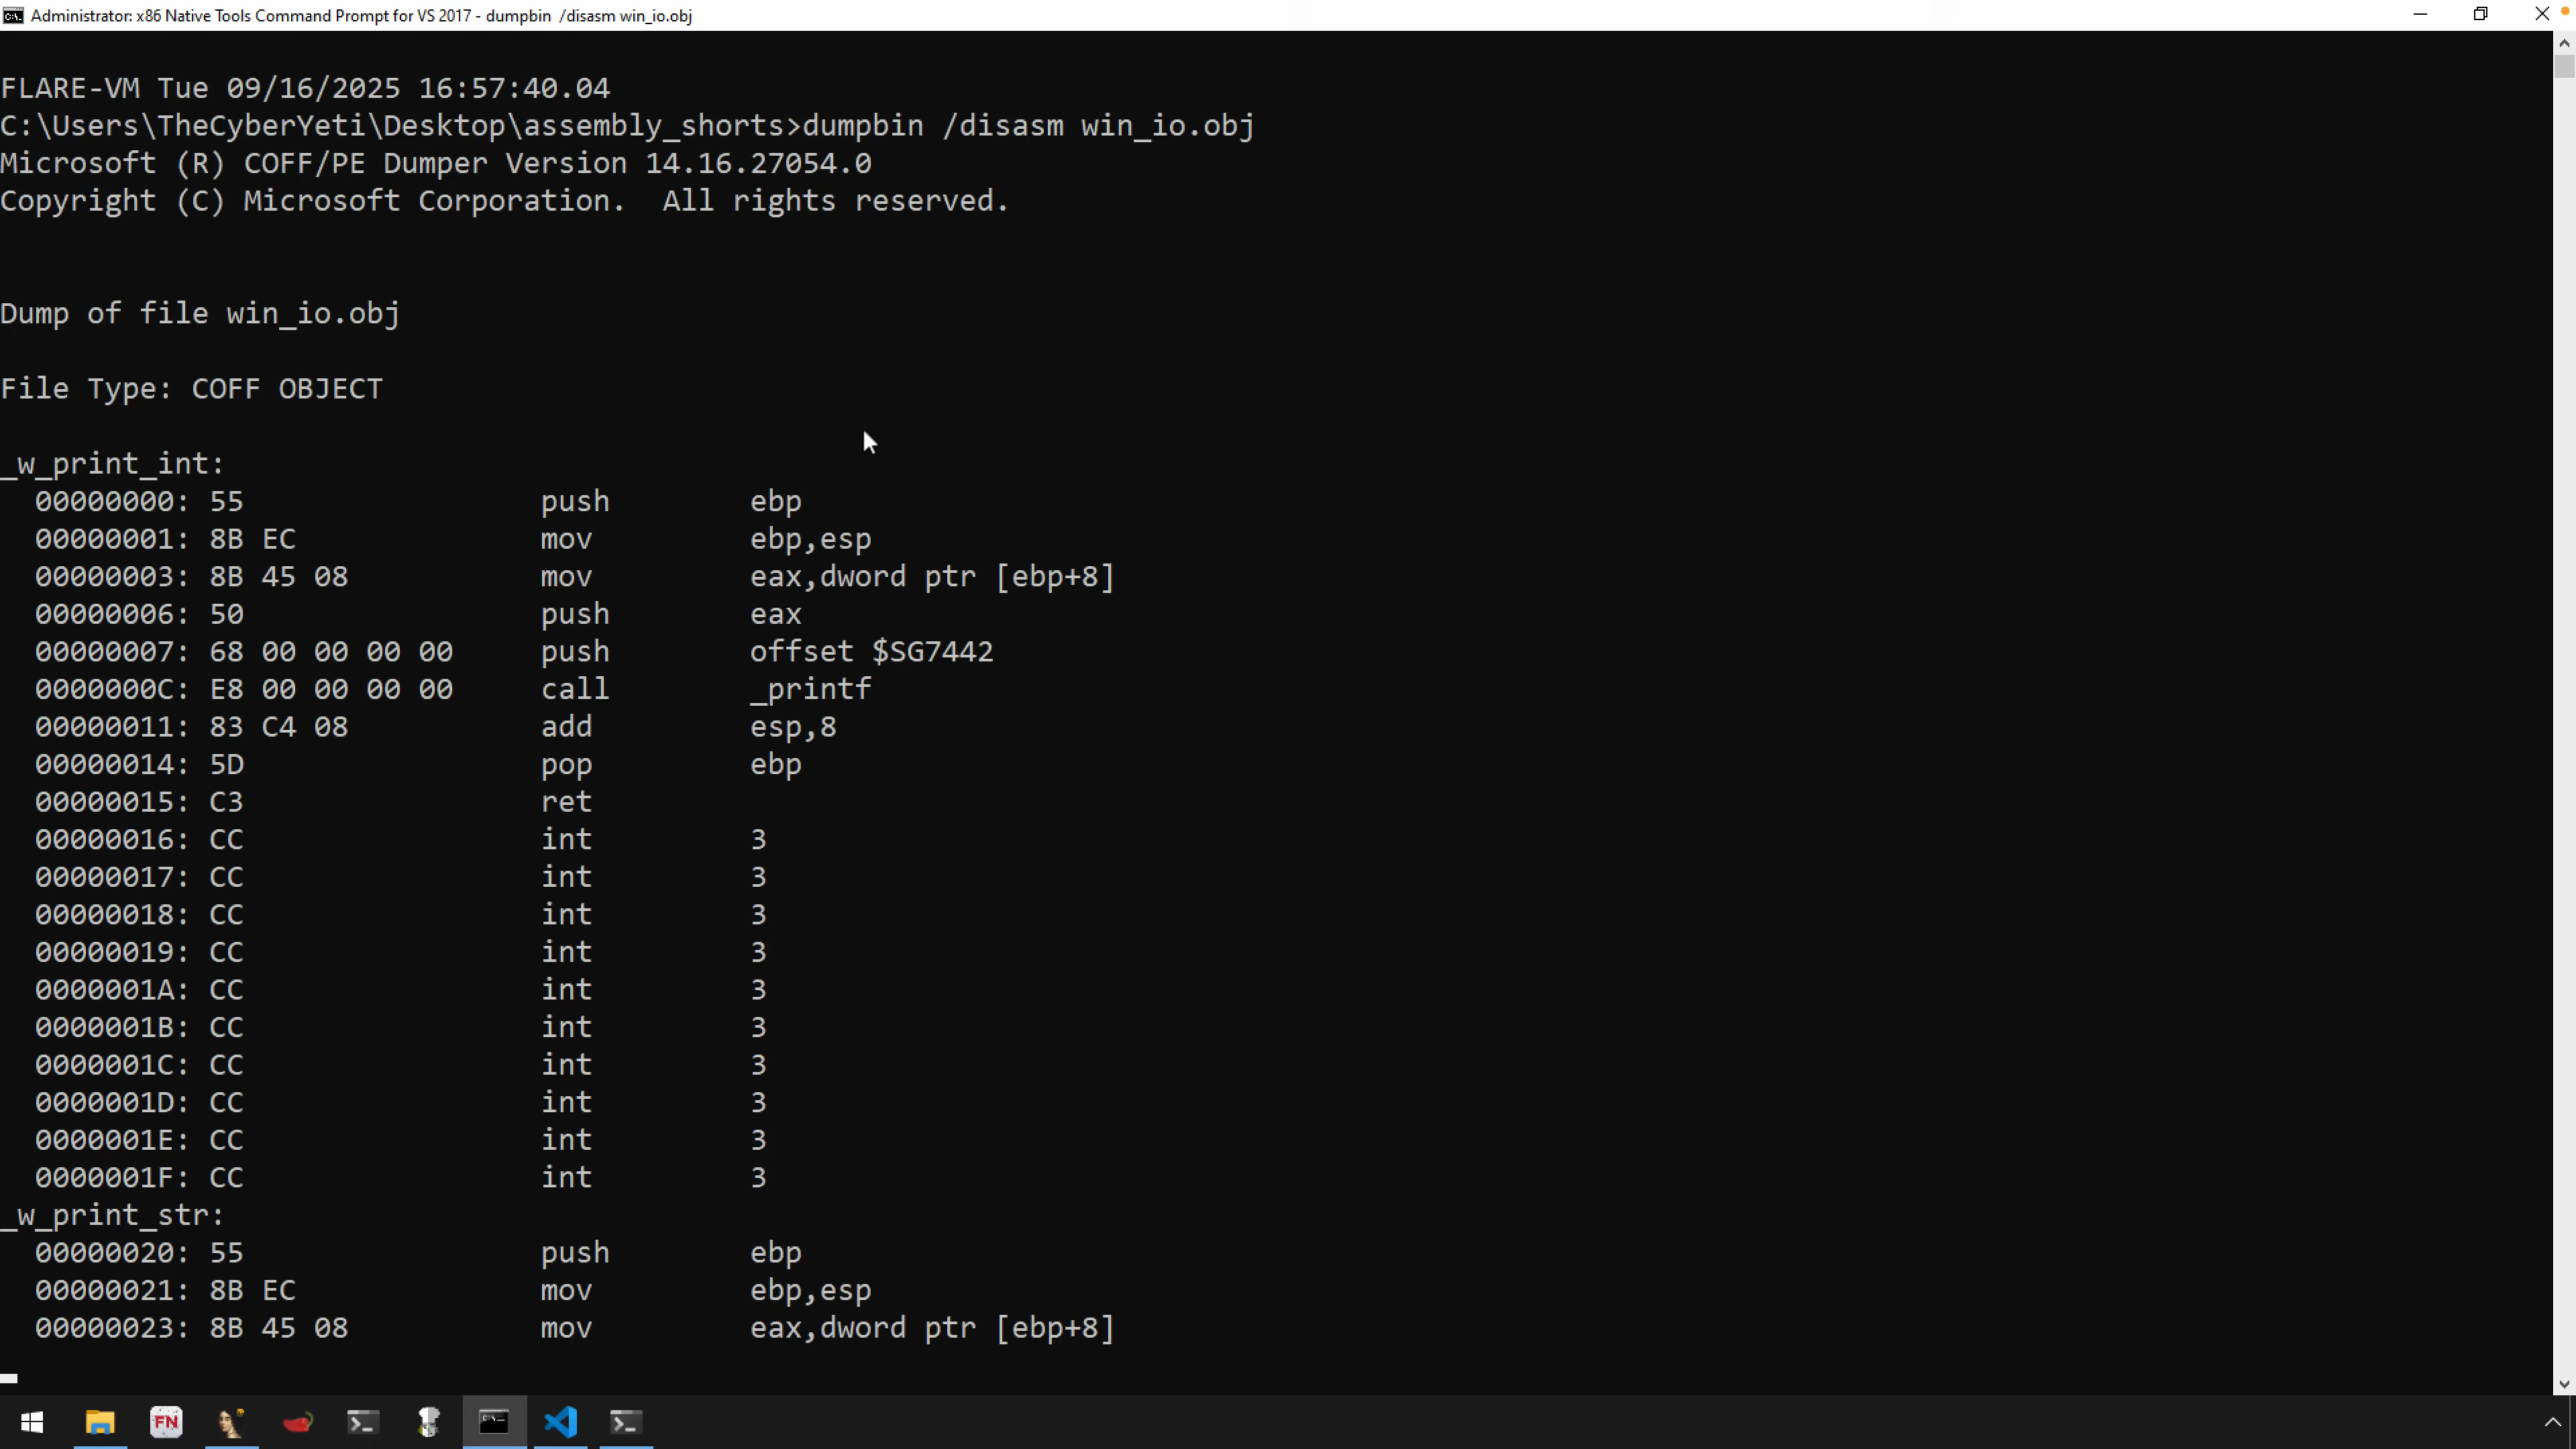 Administrator: x86 Native Tools Command Prompt for VS 2017 - dumpbin  /disasm win_io.obj
FLARE-VM Tue 09/16/2025 16:57:40.04
C:\Users\TheCyberYeti\Desktop\assembly_shorts>dumpbin /disasm win_io.obj
Microsoft (R) COFF/PE Dumper Version 14.16.27054.0
Copyright (C) Microsoft Corporation.  All rights reserved.
Dump of file win_io.obj
File Type: COFF OBJECT
_w_print_int:
00000000: 55 push ebp
00000001: 8B EC mov ebp,esp
00000003: 8B 45 08 mov eax,dword ptr [ebp+8]
00000006: 50 push eax
00000007: 68 00 00 00 00 push offset $SG7442
0000000C: E8 00 00 00 00 call _printf
00000011: 83 C4 08 add esp,8
00000014: 5D pop ebp
00000015: C3 ret
00000016: CC int 3
00000017: CC int 3
00000018: CC int 3
00000019: CC int 3
0000001A: CC int 3
0000001B: CC int 3
0000001C: CC int 3
0000001D: CC int 3
0000001E: CC int 3
0000001F: CC int 3
_w_print_str:
00000020: 55 push ebp
00000021: 8B EC mov ebp,esp
00000023: 8B 45 08 mov eax,dword ptr [ebp+8]
FN